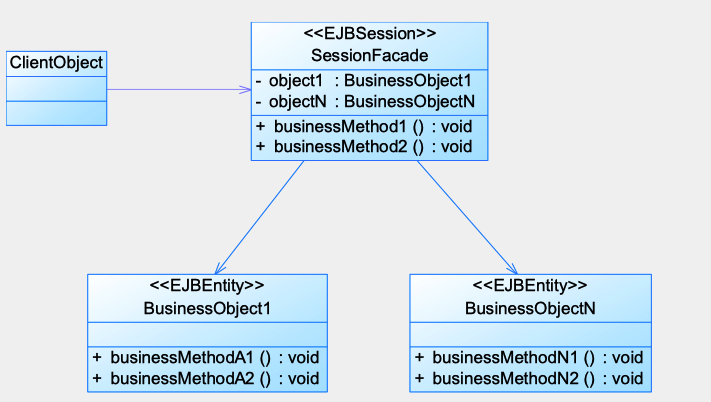 ClientObject
<<EJBSession>>
SessionFacade
- object1 : BusinessObject1
- objectN : BusinessObjectN
+ businessMethod1 () : void
+ businessMethod2 () : void
<<EJBEntity>>
BusinessObject1
+ businessMethodA1 () : void
+ businessMethodA2 () : void
<<EJBEntity>>
BusinessObjectN
+ businessMethodN1 () : void
+ businessMethodN2 () : void